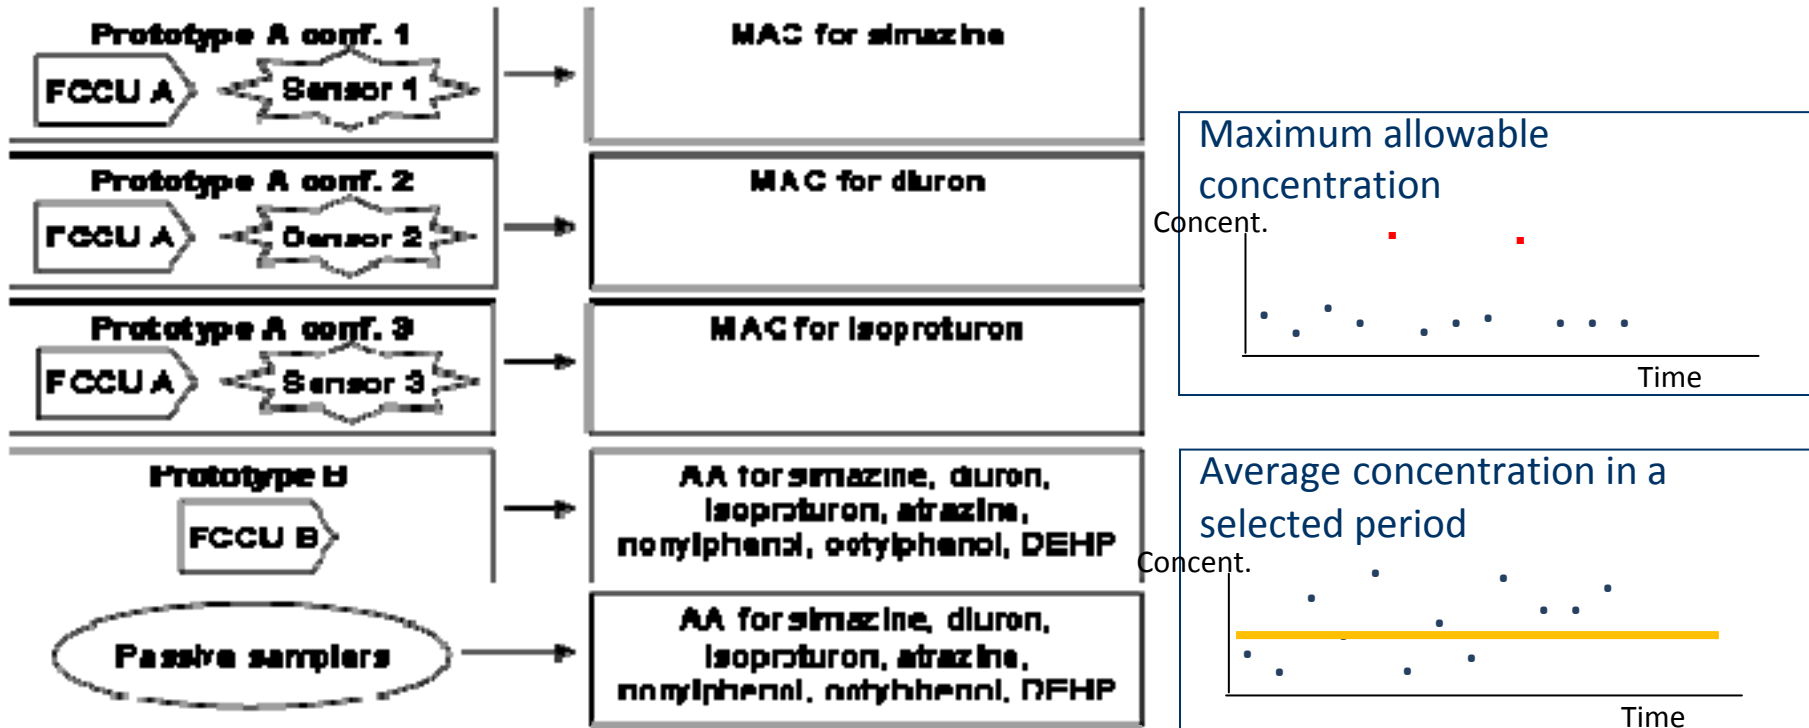 Prototype A conf. 1
FCCU A
Sensor 1
MAC for simazine
Prototype A conf. 2
FCCU A
Sensor 2
MAC for diuron
Prototype A conf. 3
FCCU A
Sensor 3
MAC for Isoproturon
Prototype B
FCCU B
AA for simazine, diuron,
Isoproturon, atrazine,
nonylphenol, octylphenol, DEHP
Passive samplers
AA for simazine, diuron,
Isoproturon, atrazine,
nonylphenol, octylphenol, DEHP
Maximum allowable
concentration
Concent.
Time
Average concentration in a
selected period
Concent.
Time